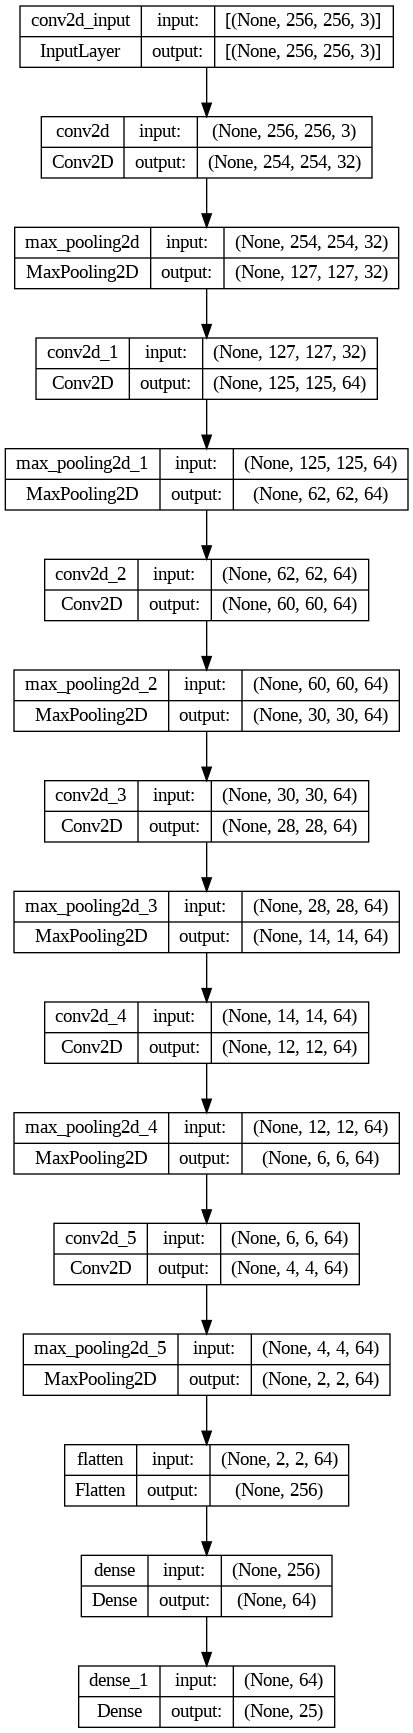 conv2d_input input: [(None, 256, 256, 3)]
InputLayer output: [(None, 256, 256, 3)]
conv2d input: (None, 256, 256, 3)
Conv2D output: (None, 254, 254, 32)
max_pooling2d input: (None, 254, 254, 32)
MaxPooling2D output: (None, 127, 127, 32)
conv2d_1 input: (None, 127, 127, 32)
Conv2D output: (None, 125, 125, 64)
max_pooling2d_1 input: (None, 125, 125, 64)
MaxPooling2D output: (None, 62, 62, 64)
conv2d_2 input: (None, 62, 62, 64)
Conv2D output: (None, 60, 60, 64)
max_pooling2d_2 input: (None, 60, 60, 64)
MaxPooling2D output: (None, 30, 30, 64)
conv2d_3 input: (None, 30, 30, 64)
Conv2D output: (None, 28, 28, 64)
max_pooling2d_3 input: (None, 28, 28, 64)
MaxPooling2D output: (None, 14, 14, 64)
conv2d_4 input: (None, 14, 14, 64)
Conv2D output: (None, 12, 12, 64)
max_pooling2d_4 input: (None, 12, 12, 64)
MaxPooling2D output: (None, 6, 6, 64)
conv2d_5 input: (None, 6, 6, 64)
Conv2D output: (None, 4, 4, 64)
max_pooling2d_5 input: (None, 4, 4, 64)
MaxPooling2D output: (None, 2, 2, 64)
flatten input: (None, 2, 2, 64)
Flatten output: (None, 256)
dense input: (None, 256)
Dense output: (None, 64)
dense_1 input: (None, 64)
Dense output: (None, 25)